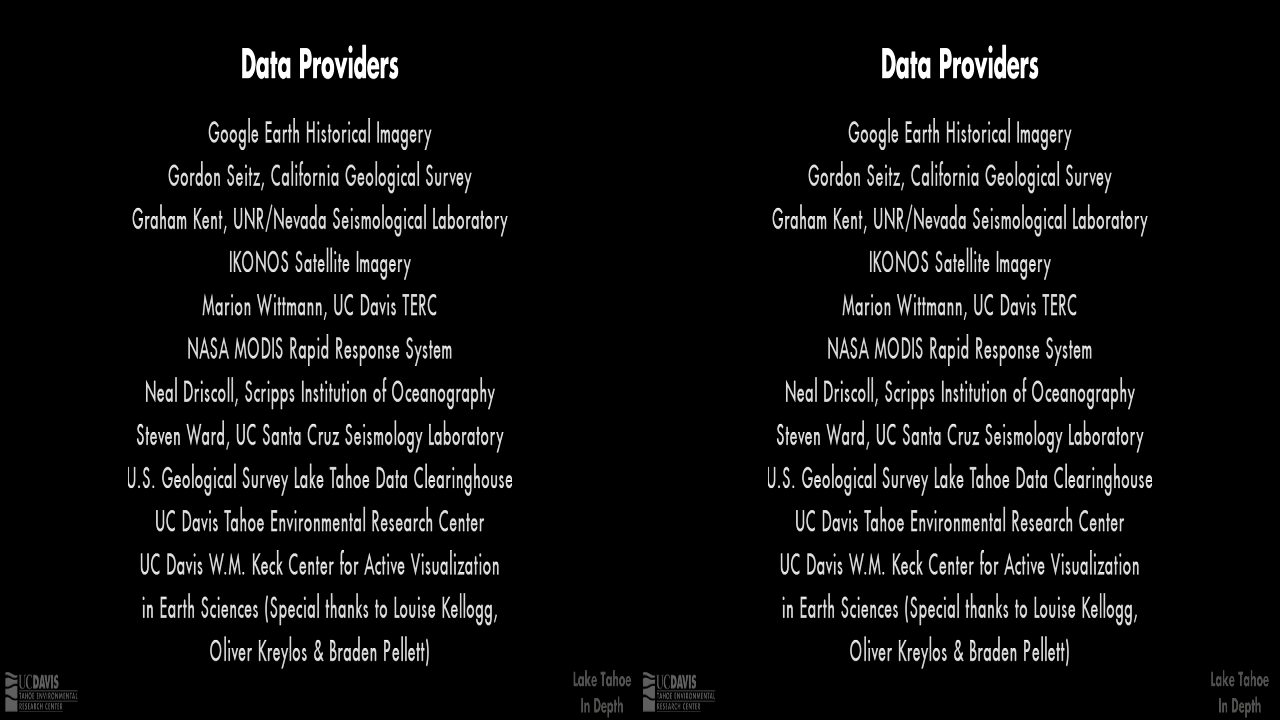 Data Providers
Google Earth Historical Imagery
Gordon Seitz, California Geological Survey
Graham Kent, UNR/Nevada Seismological Laboratory
IKONOS Satellite Imagery
Marion Wittmann, UC Davis TERC
NASA MODIS Rapid Response System
Neal Driscoll, Scripps Institution of Oceanography
Steven Ward, UC Santa Cruz Seismology Laboratory
U.S. Geological Survey Lake Tahoe Data Clearinghouse
UC Davis Tahoe Environmental Research Center
UC Davis W.M. Keck Center for Active Visualization
in Earth Sciences (Special thanks to Louise Kellogg,
Oliver Kreylos & Braden Pellett)
UCDAVIS
TAHOE ENVIRONMENTAL
RESEARCH CENTER
Lake Tahoe
In Depth
Data Providers
Google Earth Historical Imagery
Gordon Seitz, California Geological Survey
Graham Kent, UNR/Nevada Seismological Laboratory
IKONOS Satellite Imagery
Marion Wittmann, UC Davis TERC
NASA MODIS Rapid Response System
Neal Driscoll, Scripps Institution of Oceanography
Steven Ward, UC Santa Cruz Seismology Laboratory
U.S. Geological Survey Lake Tahoe Data Clearinghouse
UC Davis Tahoe Environmental Research Center
UC Davis W.M. Keck Center for Active Visualization
in Earth Sciences (Special thanks to Louise Kellogg,
Oliver Kreylos & Braden Pellett)
UCDAVIS
TAHOE ENVIRONMENTAL
RESEARCH CENTER
Lake Tahoe
In Depth